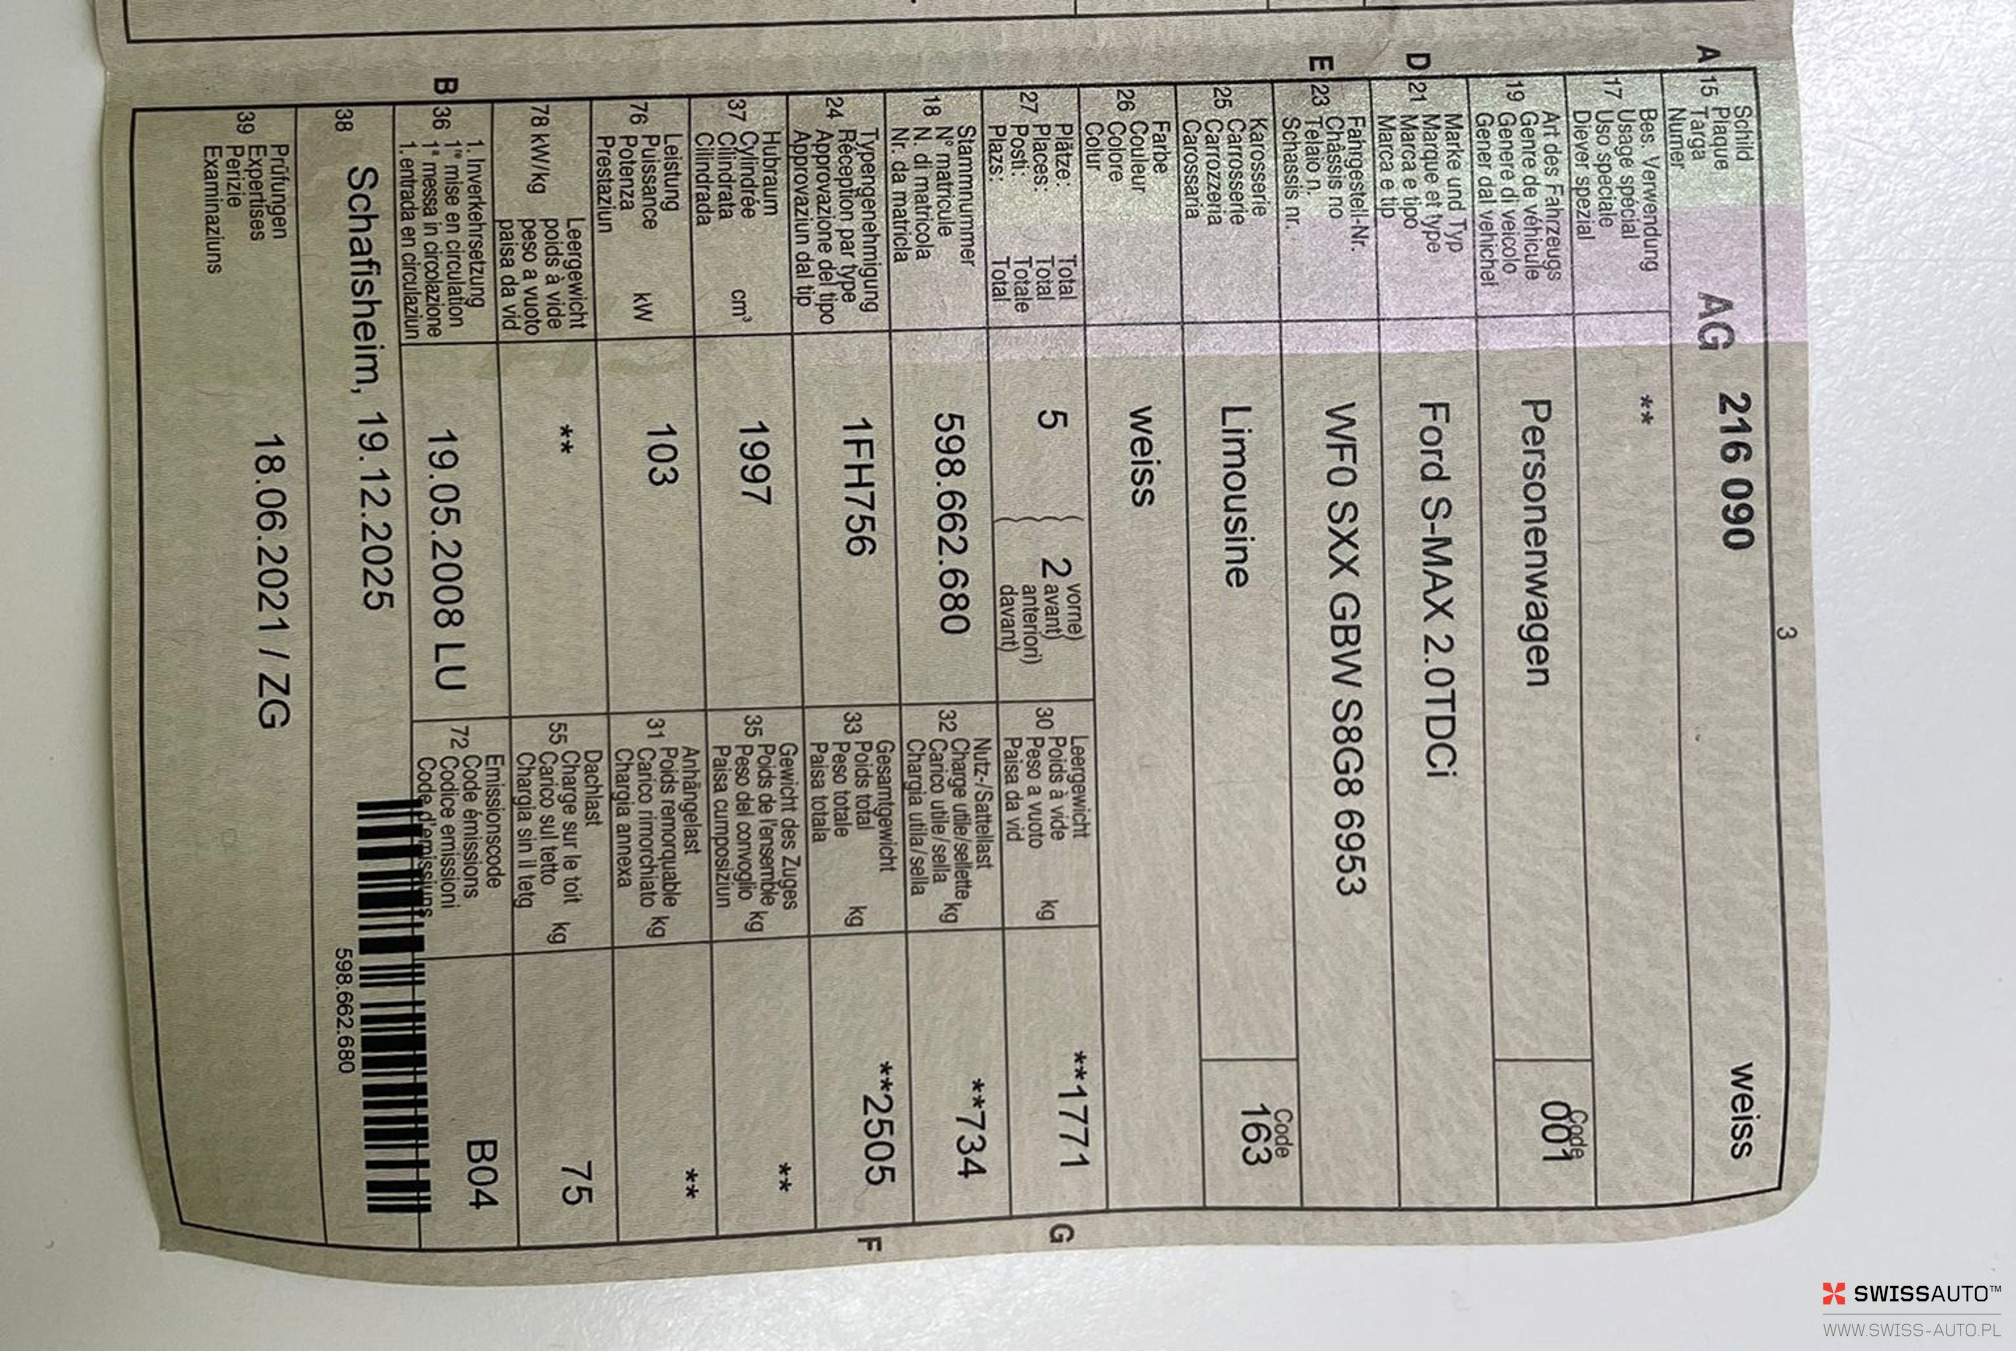 3
A 15 Schild
Plaque
Targa
Numer
AG 216 090
weiss
17 Bes. Verwendung
Usage spécial
Uso speciale
Diever spezial
**
19 Art des Fahrzeugs
Genre de véhicule
Genere di veicolo
Gener dal vehichel
Personenwagen
Code
001
D 21 Marke und Typ
Marque et type
Marca e tipo
Marca e tip
Ford S-MAX 2.0TDCi
E 23 Fahrgestell-Nr.
Châssis no
Telaio n.
Schassis nr.
WF0 SXX GBW S8G8 6953
25 Karosserie
Carrosserie
Carrozzeria
Carossaria
Limousine
Code
163
26 Farbe
Couleur
Colore
Colur
weiss
27 Plätze: Total
Places: Total
Posti: Totale
Plazs: Total
5
2
vorne)
avant)
anteriori)
davant)
30 Leergewicht
Poids à vide
Peso a vuoto
Paisa da vid
kg
**1771
G
18 Stammnummer
N° matricule
N. di matricola
Nr. da matricla
598.662.680
32 Nutz-/Sattellast
Charge utile/sellette
Carico utile/sella
Chargia utila/sella
kg
**734
24 Typengenehmigung
Réception par type
Approvazione del tipo
Approvaziun dal tip
1FH756
33 Gesamtgewicht
Poids total
Peso totale
Paisa totala
kg
**2505
F
37 Hubraum
Cylindrée
Cilindrata
Cilindrada
cm³
1997
35 Gewicht des Zuges
Poids de l'ensemble
Peso del convoglio
Paisa cumposiziun
kg
**
76 Leistung
Puissance
Potenza
Prestaziun
kW
103
31 Anhängelast
Poids remorquable
Carico rimorchiato
Chargia annexa
kg
**
78 kW/kg
Leergewicht
poids à vide
peso a vuoto
paisa da vid
**
55 Dachlast
Charge sur le toit
Carico sul tetto
Chargia sin il tetg
kg
75
B 36 1. Inverkehrsetzung
1re mise en circulation
1a messa in circolazione
1. entrada en circulaziun
19.05.2008 LU
72 Emissionscode
Code émissions
Codice emissioni
Code d'emissiuns
B04
38
Schafisheim, 19.12.2025
598.662.680
39 Prüfungen
Expertises
Perizie
Examinaziuns
18.06.2021 / ZG
SWISSAUTO™
WWW.SWISS-AUTO.PL